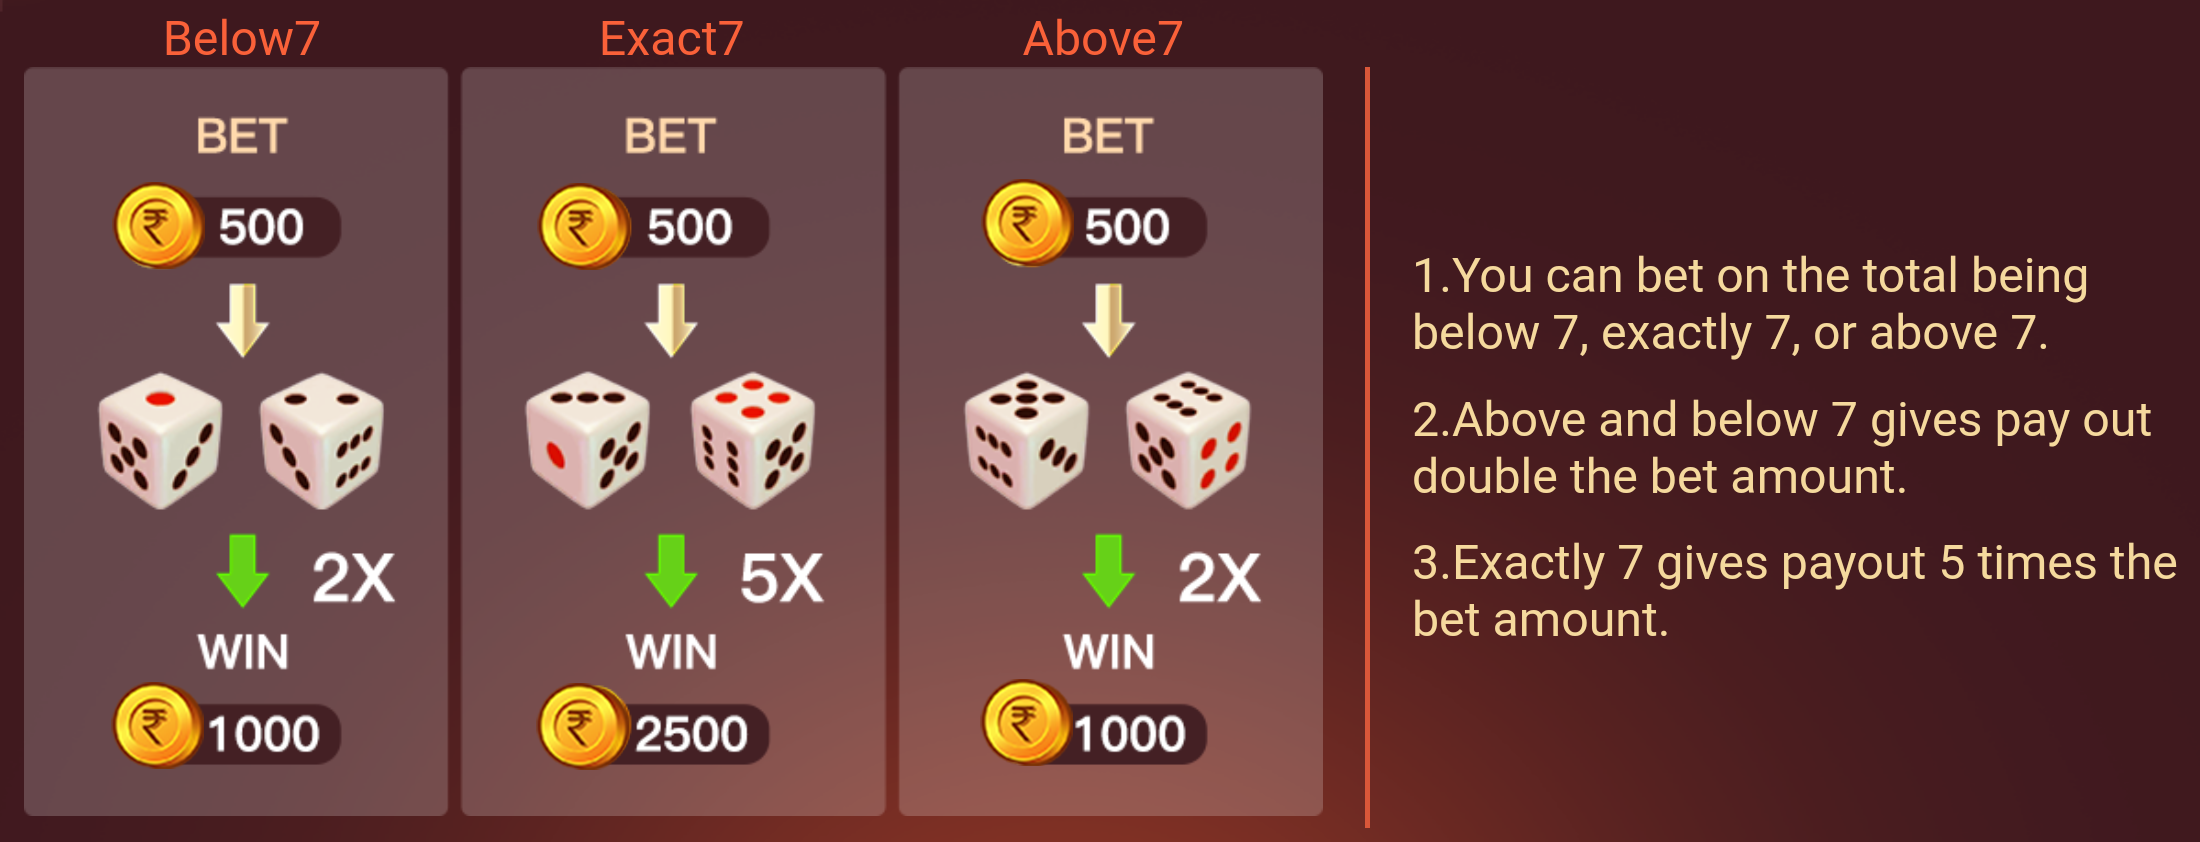 Below7
Exact7
Above7
BET
₹ 500
2X
WIN
₹ 1000
BET
₹ 500
5X
WIN
₹ 2500
BET
₹ 500
2X
WIN
₹ 1000
1.You can bet on the total being
below 7, exactly 7, or above 7.
2.Above and below 7 gives pay out
double the bet amount.
3.Exactly 7 gives payout 5 times the
bet amount.